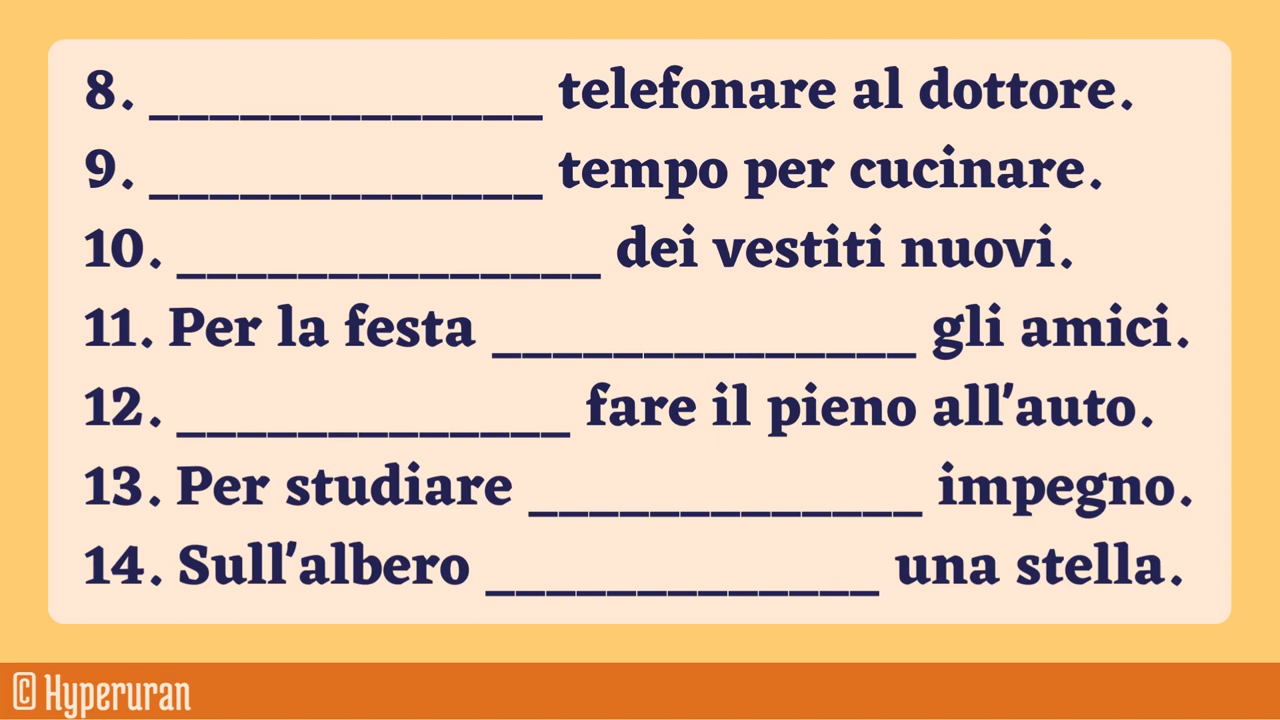 8. _____________ telefonare al dottore.
9. _____________ tempo per cucinare.
10. ______________ dei vestiti nuovi.
11. Per la festa ______________ gli amici.
12. _____________ fare il pieno all'auto.
13. Per studiare _____________ impegno.
14. Sull'albero _____________ una stella.
© Hyperuran